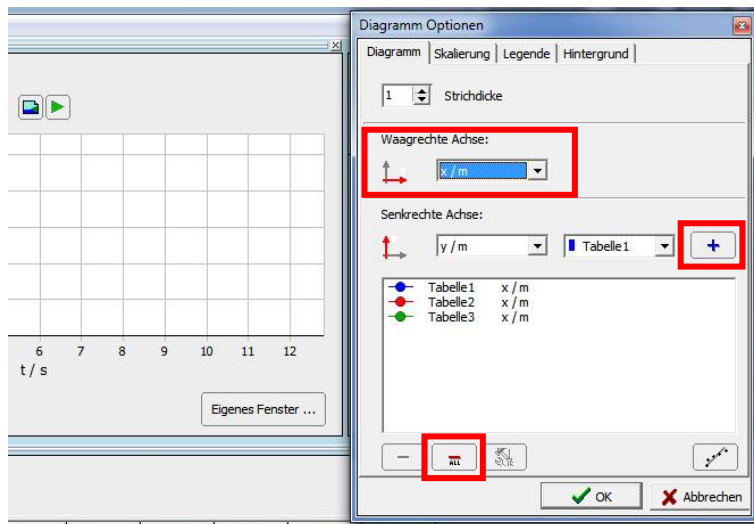 Diagramm Optionen
Diagramm
Skalierung
Legende
Hintergrund
1
Strichdicke
Waagrechte Achse:
x / m
Senkrechte Achse:
y / m
Tabelle1
Tabelle1 x / m
Tabelle2 x / m
Tabelle3 x / m
6 7 8 9 10 11 12
t / s
Eigenes Fenster ...
ALL
OK
Abbrechen